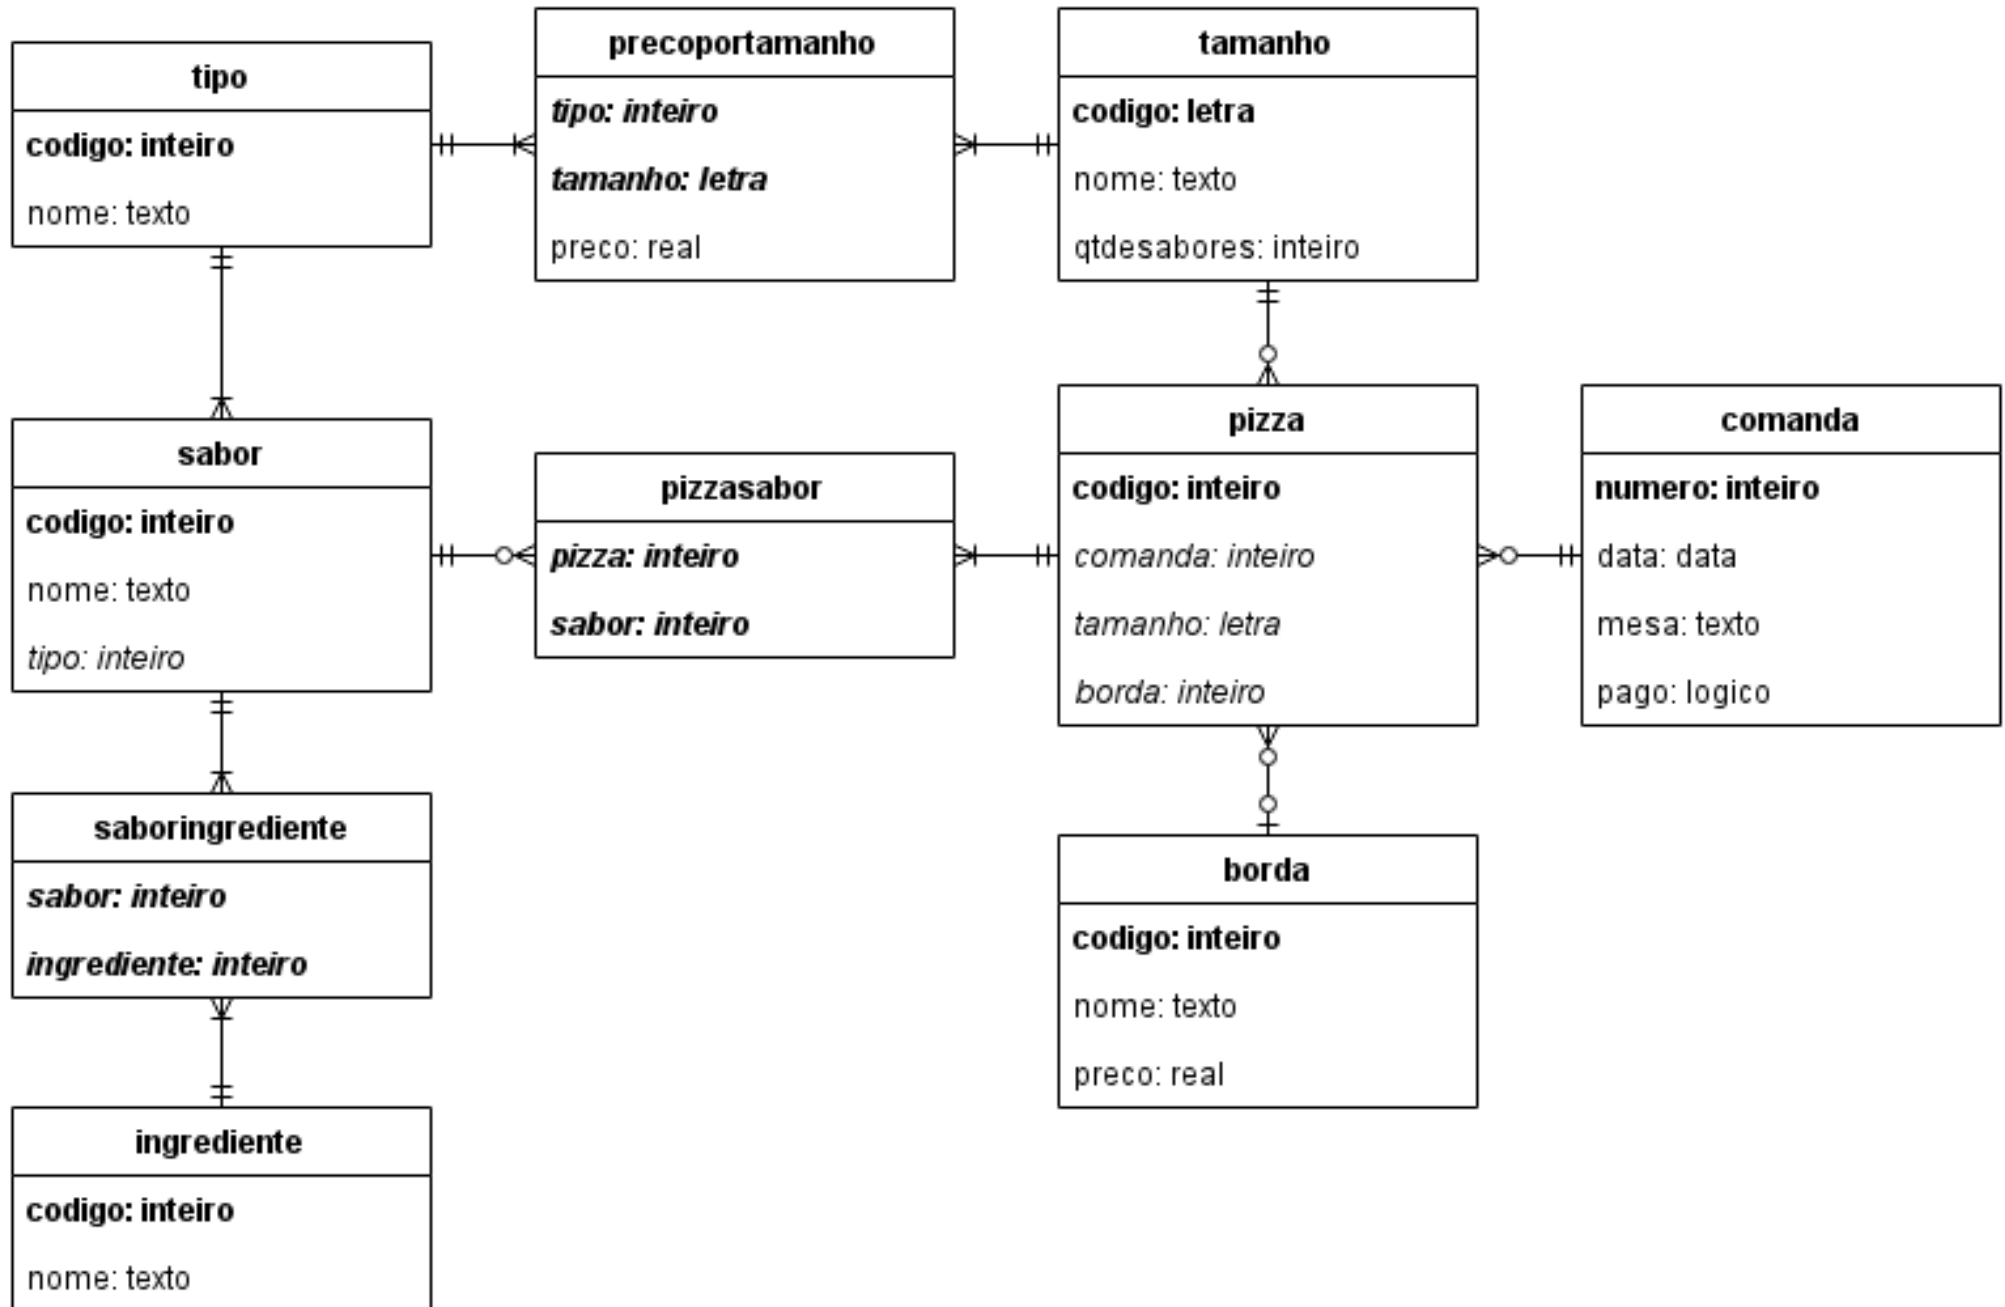 tipo
codigo: inteiro
nome: texto
precoportamanho
tipo: inteiro
tamanho: letra
preco: real
tamanho
codigo: letra
nome: texto
qtdesabores: inteiro
sabor
codigo: inteiro
nome: texto
tipo: inteiro
pizzasabor
pizza: inteiro
sabor: inteiro
pizza
codigo: inteiro
comanda: inteiro
tamanho: letra
borda: inteiro
comanda
numero: inteiro
data: data
mesa: texto
pago: logico
saboringrediente
sabor: inteiro
ingrediente: inteiro
borda
codigo: inteiro
nome: texto
preco: real
ingrediente
codigo: inteiro
nome: texto